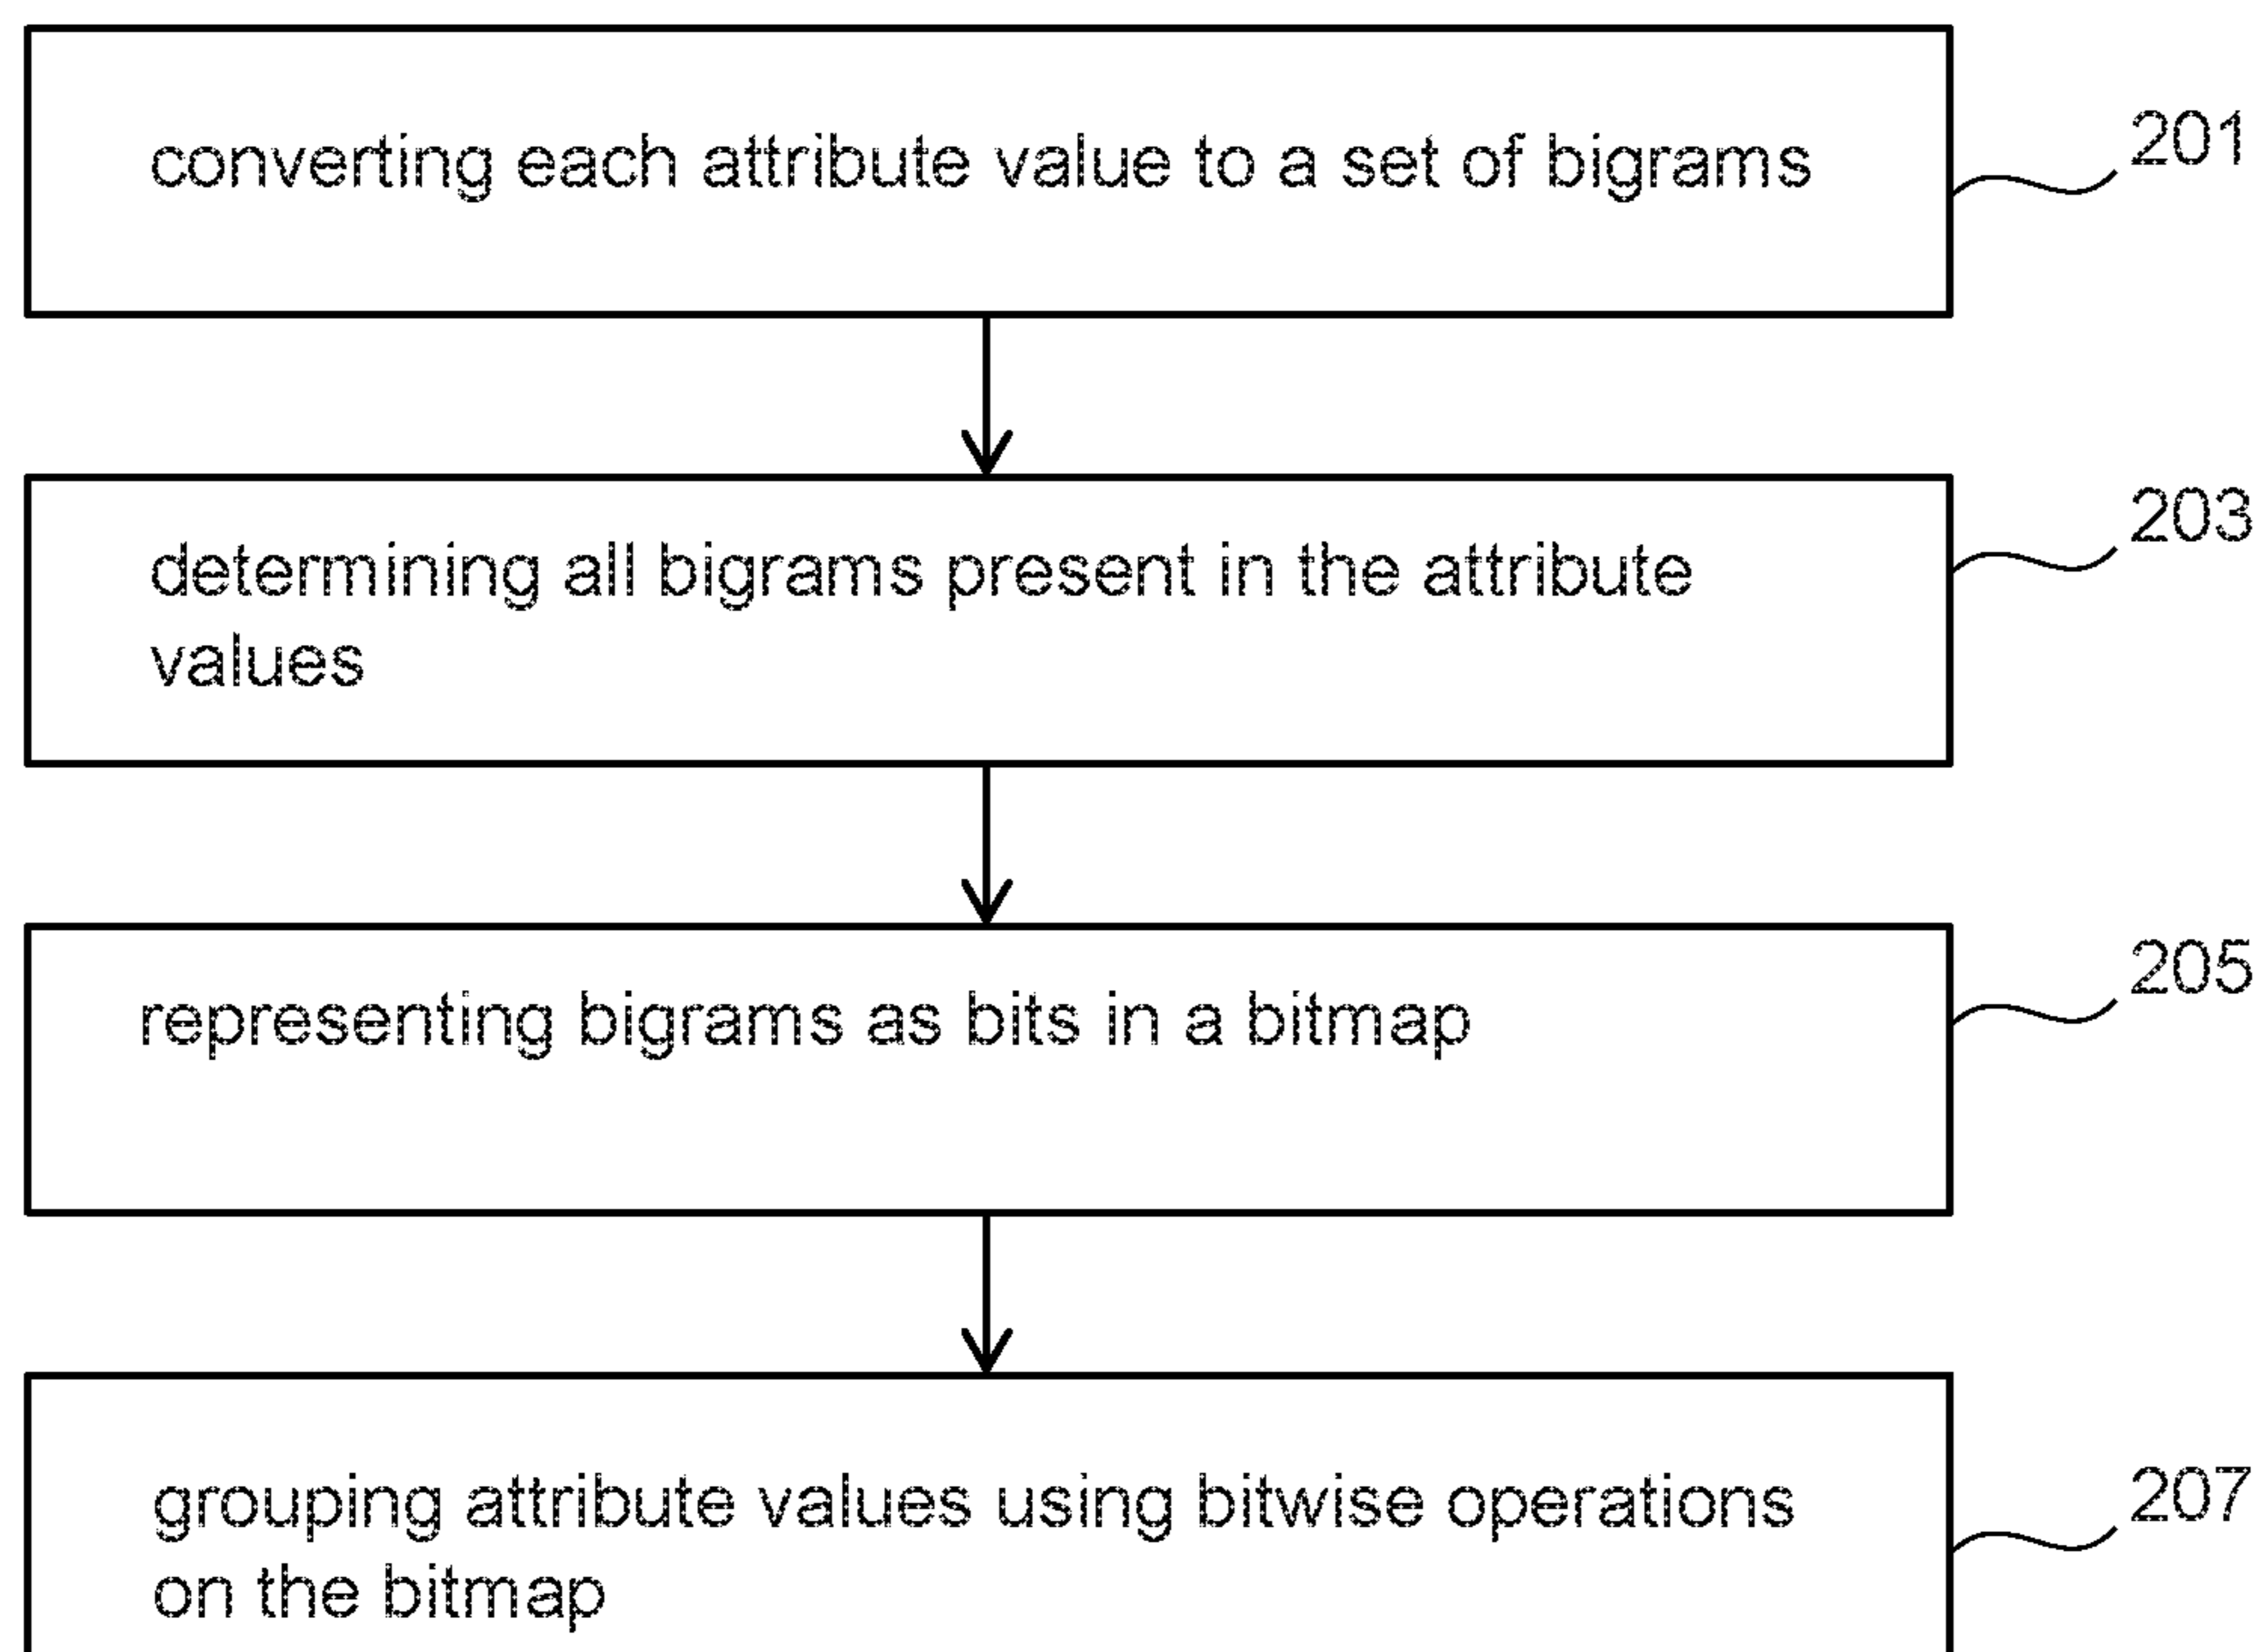 converting each attribute value to a set of bigrams
201
determining all bigrams present in the attribute
values
203
representing bigrams as bits in a bitmap
205
grouping attribute values using bitwise operations
on the bitmap
207